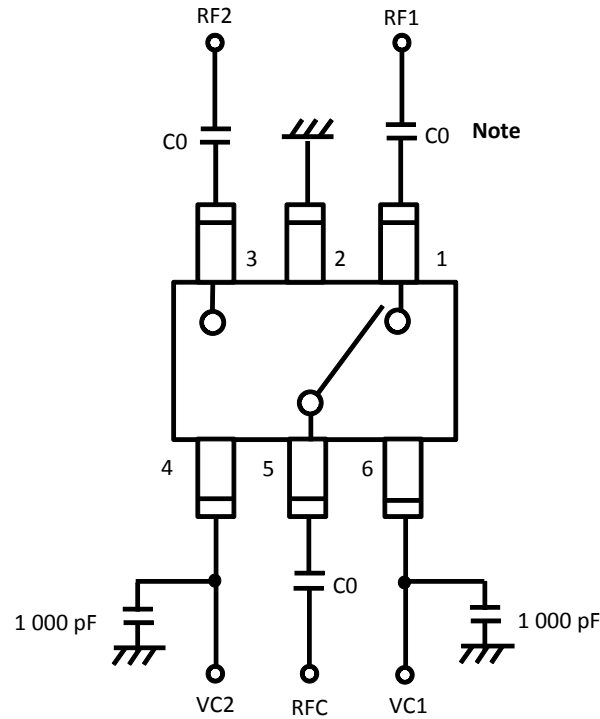 RF2 RF1
C0 C0 Note
3 2 1
4 5 6
C0
1 000 pF 1 000 pF
VC2 RFC VC1